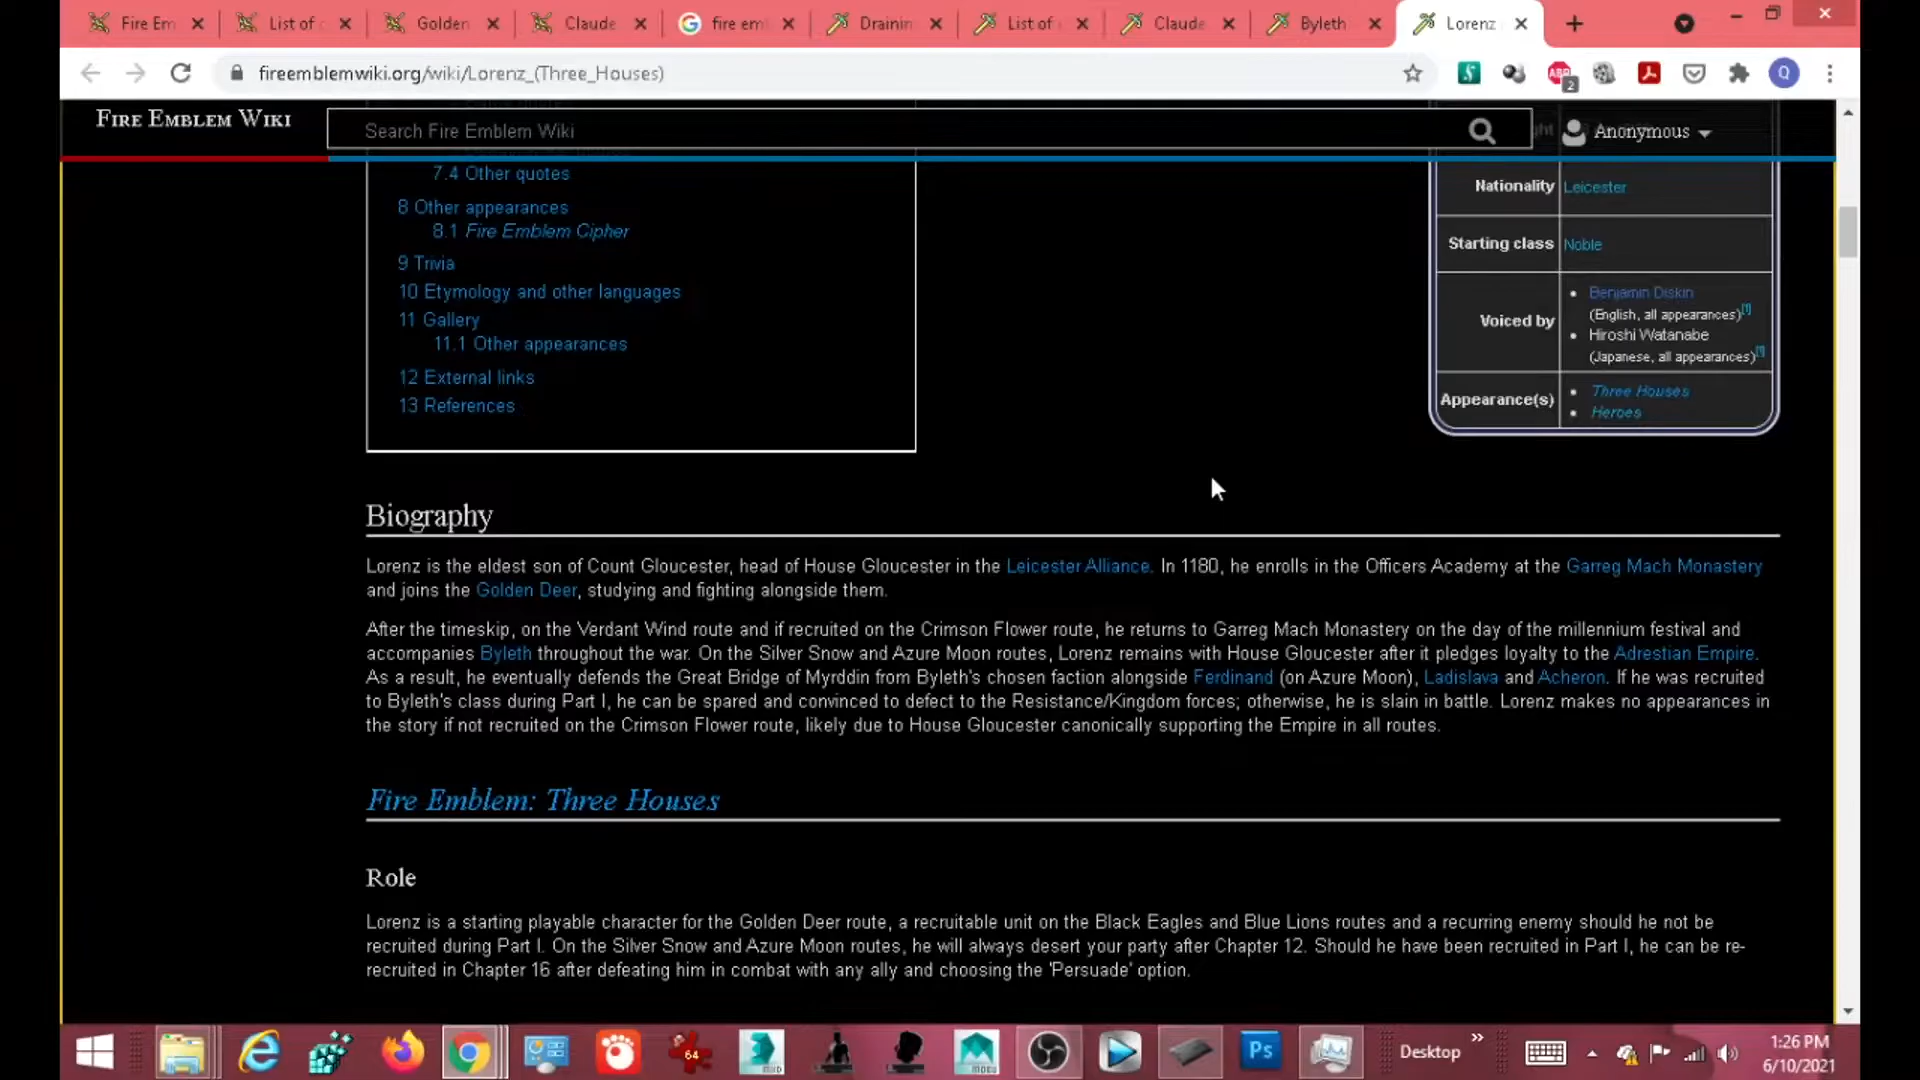 Fire Em
List of
Golden
Claude
fire em
Drainin
List of
Claude
Byleth
Lorenz
fireemblemwiki.org/wiki/Lorenz_(Three_Houses)
ABP
2
Q
Fire Emblem Wiki
Search Fire Emblem Wiki
Anonymous
7.4 Other quotes
8 Other appearances
8.1 Fire Emblem Cipher
9 Trivia
10 Etymology and other languages
11 Gallery
11.1 Other appearances
12 External links
13 References
Nationality Leicester
Starting class Noble
Voiced by
• Benjamin Diskin
(English, all appearances)[1]
• Hiroshi Watanabe
(Japanese, all appearances)[1]
Appearance(s)
• Three Houses
• Heroes
Biography
Lorenz is the eldest son of Count Gloucester, head of House Gloucester in the Leicester Alliance. In 1180, he enrolls in the Officers Academy at the Garreg Mach Monastery
and joins the Golden Deer, studying and fighting alongside them.
After the timeskip, on the Verdant Wind route and if recruited on the Crimson Flower route, he returns to Garreg Mach Monastery on the day of the millennium festival and
accompanies Byleth throughout the war. On the Silver Snow and Azure Moon routes, Lorenz remains with House Gloucester after it pledges loyalty to the Adrestian Empire.
As a result, he eventually defends the Great Bridge of Myrddin from Byleth's chosen faction alongside Ferdinand (on Azure Moon), Ladislava and Acheron. If he was recruited
to Byleth's class during Part I, he can be spared and convinced to defect to the Resistance/Kingdom forces; otherwise, he is slain in battle. Lorenz makes no appearances in
the story if not recruited on the Crimson Flower route, likely due to House Gloucester canonically supporting the Empire in all routes.
Fire Emblem: Three Houses
Role
Lorenz is a starting playable character for the Golden Deer route, a recruitable unit on the Black Eagles and Blue Lions routes and a recurring enemy should he not be
recruited during Part I. On the Silver Snow and Azure Moon routes, he will always desert your party after Chapter 12. Should he have been recruited in Part I, he can be re-
recruited in Chapter 16 after defeating him in combat with any ally and choosing the 'Persuade' option.
64
Ps
Desktop
1:26 PM
6/10/2021